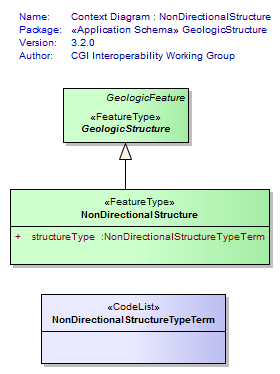 Name: Context Diagram : NonDirectionalStructure
Package: «Application Schema» GeologicStructure
Version: 3.2.0
Author: CGI Interoperability Working Group
GeologicFeature
«FeatureType»
GeologicStructure
«FeatureType»
NonDirectionalStructure
+ structureType :NonDirectionalStructureTypeTerm
«CodeList»
NonDirectionalStructureTypeTerm